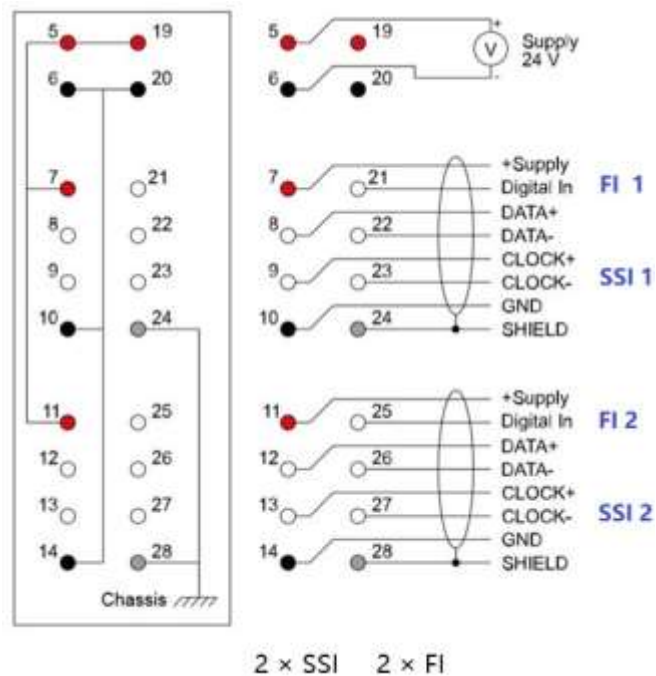 5 19
6 20
7 21
8 22
9 23
10 24
11 25
12 26
13 27
14 28
Chassis
5 19
+
V
Supply
24 V
6 20
-
+Supply
7 21 Digital In FI 1
DATA+
8 22 DATA-
CLOCK+
9 23 CLOCK- SSI 1
GND
10 24 SHIELD
+Supply
11 25 Digital In FI 2
DATA+
12 26 DATA-
CLOCK+
13 27 CLOCK- SSI 2
GND
14 28 SHIELD
2 × SSI 2 × FI